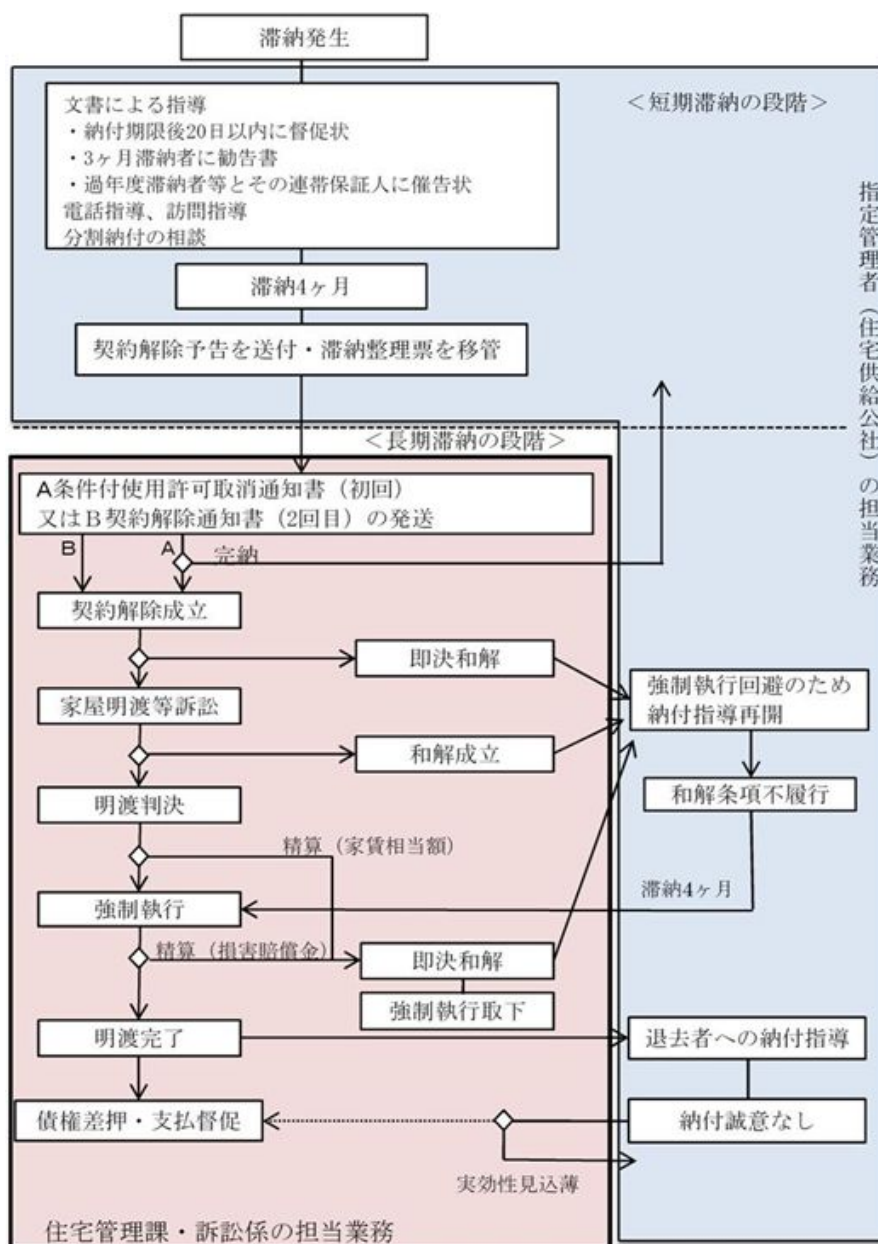 滞納発生
＜短期滞納の段階＞
文書による指導
・納付期限後20日以内に督促状
・3ヶ月滞納者に勧告書
・過年度滞納者等とその連帯保証人に催告状
電話指導、訪問指導
分割納付の相談
指定管理者（住宅供給公社）の担当業務
滞納4ヶ月
契約解除予告を送付・滞納整理票を移管
＜長期滞納の段階＞
A条件付使用許可取消通知書（初回）
又はB契約解除通知書（2回目）の発送
B
A
完納
契約解除成立
即決和解
強制執行回避のため
納付指導再開
家屋明渡等訴訟
和解成立
明渡判決
和解条項不履行
精算（家賃相当額）
滞納4ヶ月
強制執行
精算（損害賠償金）
即決和解
強制執行取下
明渡完了
退去者への納付指導
債権差押・支払督促
納付誠意なし
実効性見込薄
住宅管理課・訴訟係の担当業務